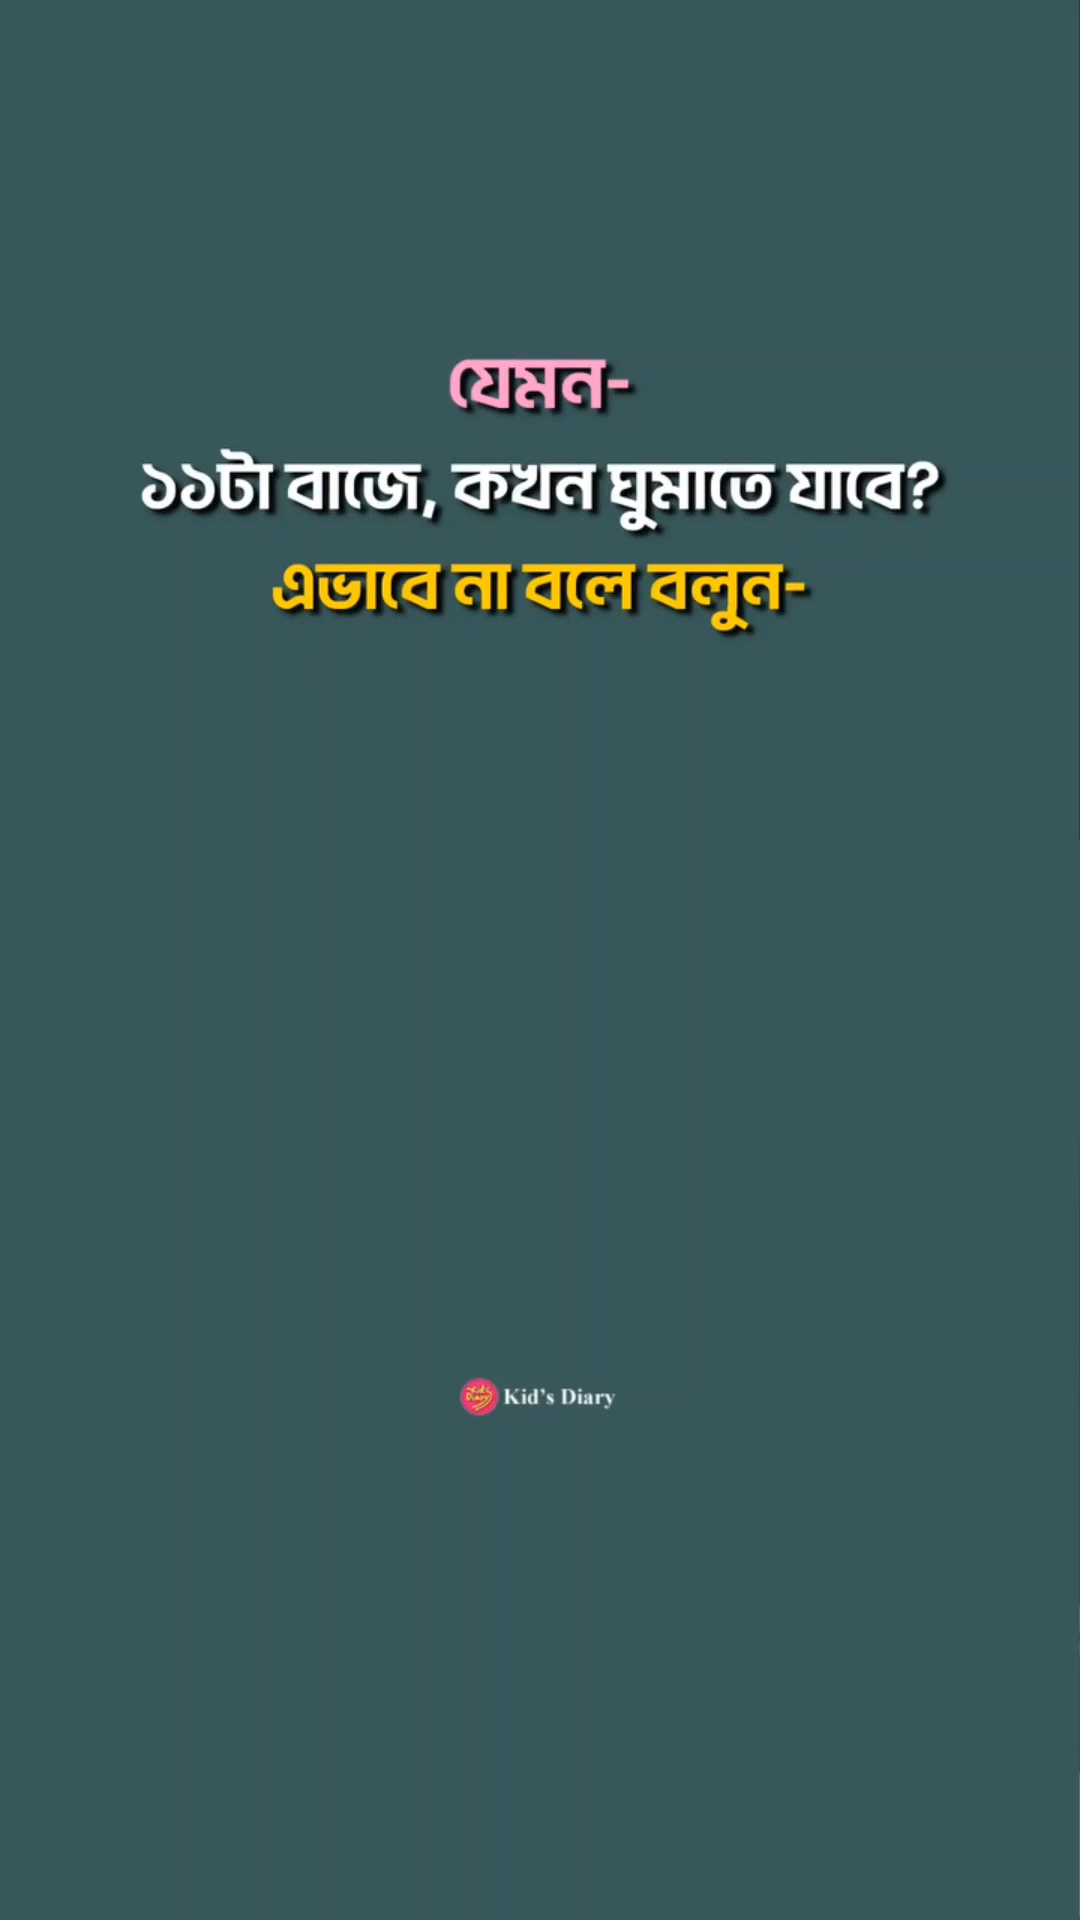 যেমন-
১১টা বাজে, কখন ঘুমাতে যাবে?
এভাবে না বলে বলুন-
Kid's Diary